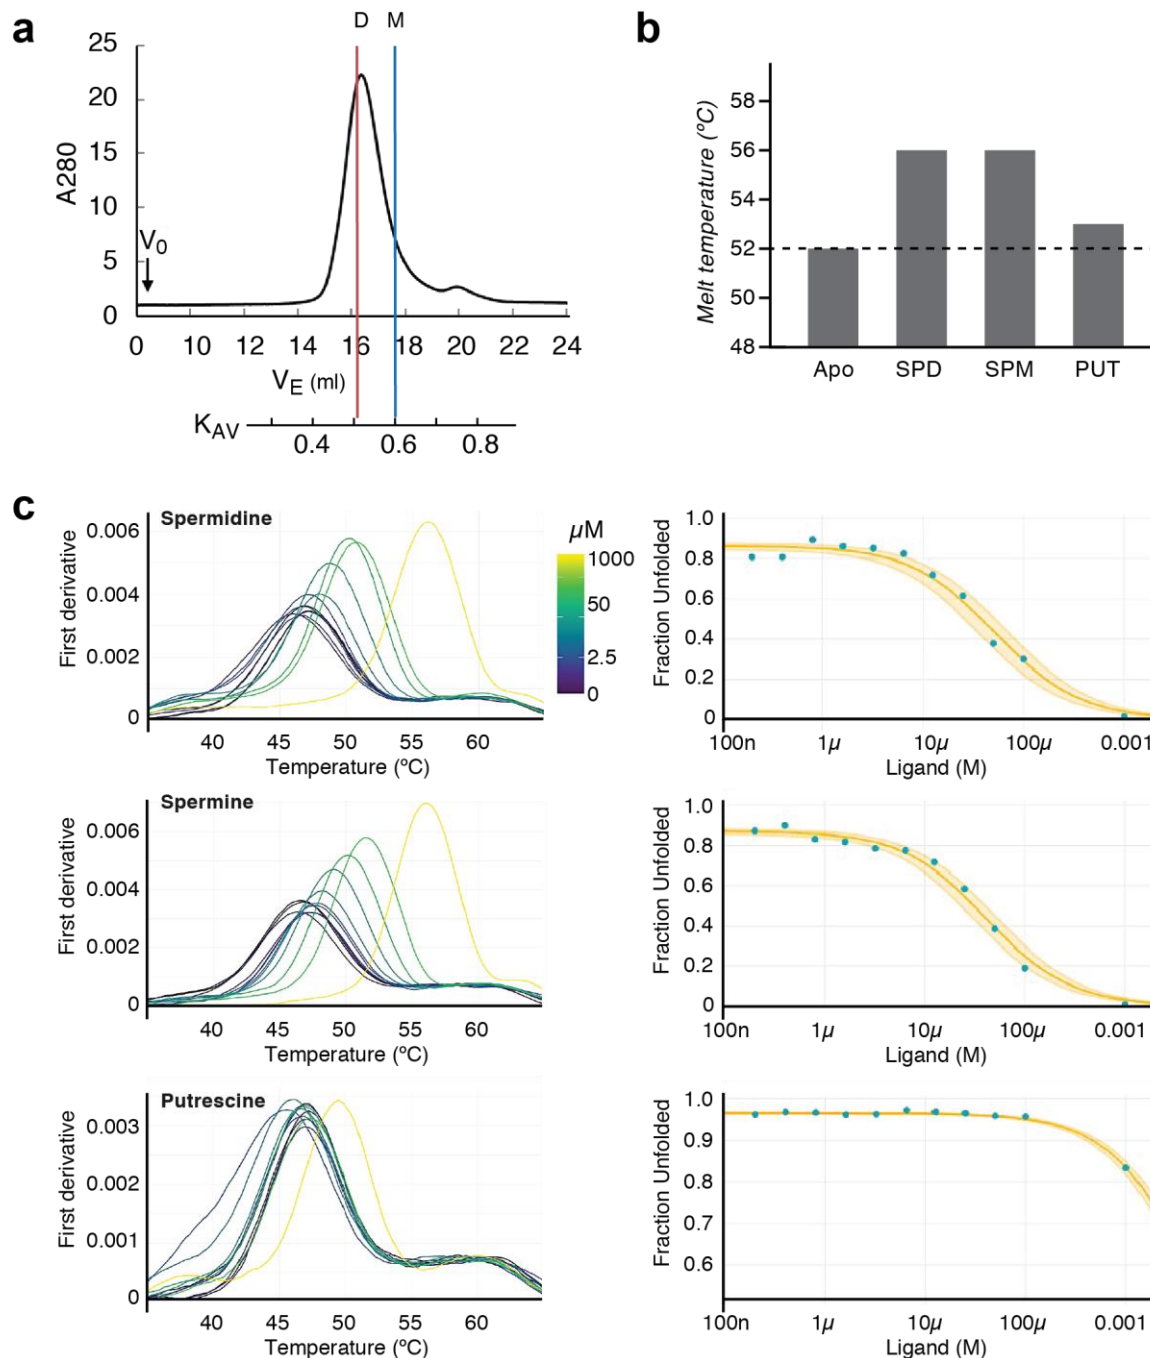 a
D M
25
20
15
10
5
0
A280
V0
0 10 12 14 16 18 20 22 24
VE (ml)
KAV
0.4 0.6 0.8
b
Melt temperature (ºC)
58
56
54
52
50
48
Apo SPD SPM PUT
c
Spermidine
First derivative
0.006
0.004
0.002
0
40 45 50 55 60
Temperature (ºC)
µM
1000
50
2.5
0
Fraction Unfolded
1.0
0.8
0.6
0.4
0.2
0
100n 1µ 10µ 100µ 0.001
Ligand (M)
Spermine
First derivative
0.006
0.004
0.002
0
40 45 50 55 60
Temperature (ºC)
Fraction Unfolded
1.0
0.8
0.6
0.4
0.2
0
100n 1µ 10µ 100µ 0.001
Ligand (M)
Putrescine
First derivative
0.003
0.002
0.001
0
40 45 50 55 60
Temperature (ºC)
Fraction Unfolded
1.0
0.9
0.8
0.7
0.6
100n 1µ 10µ 100µ 0.001
Ligand (M)